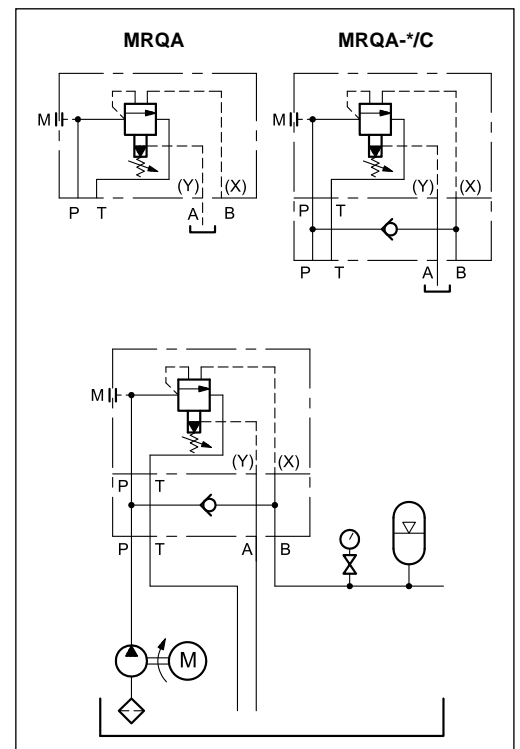 MRQA
MRQA-*/C
M
(Y) (X)
P T A B
M
(Y) (X)
P T
P T A B
M
(Y) (X)
P T
P T A B
M